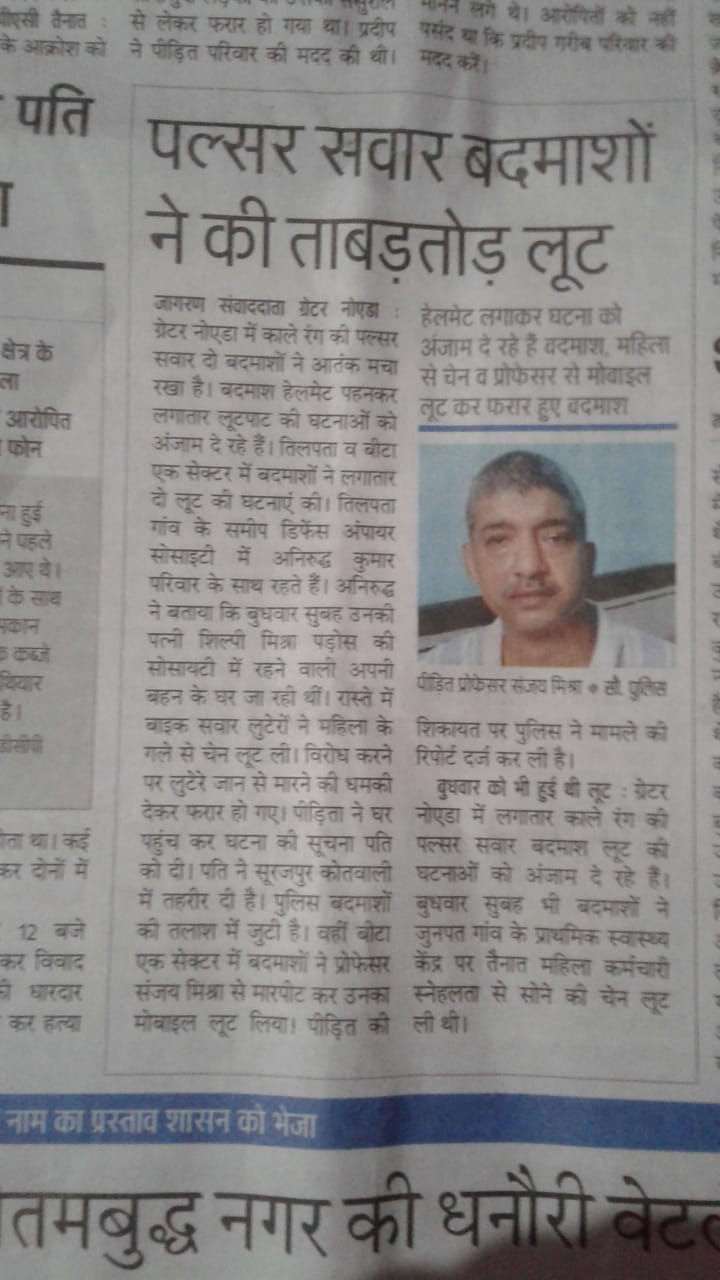 पीएसी तैनात :
के आक्रोश को
से लेकर फरार हो गया था। प्रदीप
ने पीड़ित परिवार की मदद की थी।
मानने लगे थे। आरोपितों को नहीं
पसंद था कि प्रदीप गरीब परिवार की
मदद करें।
पति
क्षेत्र के
ला
आरोपित
फोन
ना हुई
ने पहले
आए थे।
के साथ
मकान
कब्जे
है।
डीसीपी
होता था। कई
कर दोनों में
12 बजे
कर विवाद
धारदार
कर हत्या
पल्सर सवार बदमाशों
ने की ताबड़तोड़ लूट
जागरण संवाददाता ग्रेटर नोएडा :
ग्रेटर नोएडा में काले रंग की पल्सर
सवार दो बदमाशों ने आतंक मचा
रखा है। बदमाश हेलमेट पहनकर
लगातार लूटपाट की घटनाओं को
अंजाम दे रहे हैं। तिलपता व बीटा
एक सेक्टर में बदमाशों ने लगातार
दो लूट की घटनाएं की। तिलपता
गांव के समीप डिफेंस अंपायर
सोसाइटी में अनिरुद्ध कुमार
परिवार के साथ रहते हैं। अनिरुद्ध
ने बताया कि बुधवार सुबह उनकी
पत्नी शिल्पी मिश्रा पड़ोस की
सोसायटी में रहने वाली अपनी
बहन के घर जा रही थीं। रास्ते में
बाइक सवार लुटेरों ने महिला के
गले से चेन लूट ली। विरोध करने
पर लुटेरे जान से मारने की धमकी
देकर फरार हो गए। पीड़िता ने घर
पहुंच कर घटना की सूचना पति
को दी। पति ने सूरजपुर कोतवाली
में तहरीर दी है। पुलिस बदमाशों
की तलाश में जुटी है। वहीं बीटा
एक सेक्टर में बदमाशों ने प्रोफेसर
संजय मिश्रा से मारपीट कर उनका
मोबाइल लूट लिया। पीड़ित की
हेलमेट लगाकर घटना को
अंजाम दे रहे हैं बदमाश, महिला
से चेन व प्रोफेसर से मोबाइल
लूट कर फरार हुए बदमाश
पीड़ित प्रोफेसर संजय मिश्रा ● सौ. पुलिस
शिकायत पर पुलिस ने मामले की
रिपोर्ट दर्ज कर ली है।
बुधवार को भी हुई थी लूट : ग्रेटर
नोएडा में लगातार काले रंग की
पल्सर सवार बदमाश लूट की
घटनाओं को अंजाम दे रहे हैं।
बुधवार सुबह भी बदमाशों ने
जुनपत गांव के प्राथमिक स्वास्थ्य
केंद्र पर तैनात महिला कर्मचारी
स्नेहलता से सोने की चेन लूट
ली थी।
नाम का प्रस्ताव शासन को भेजा
गौतमबुद्ध नगर की धनौरी वेटल